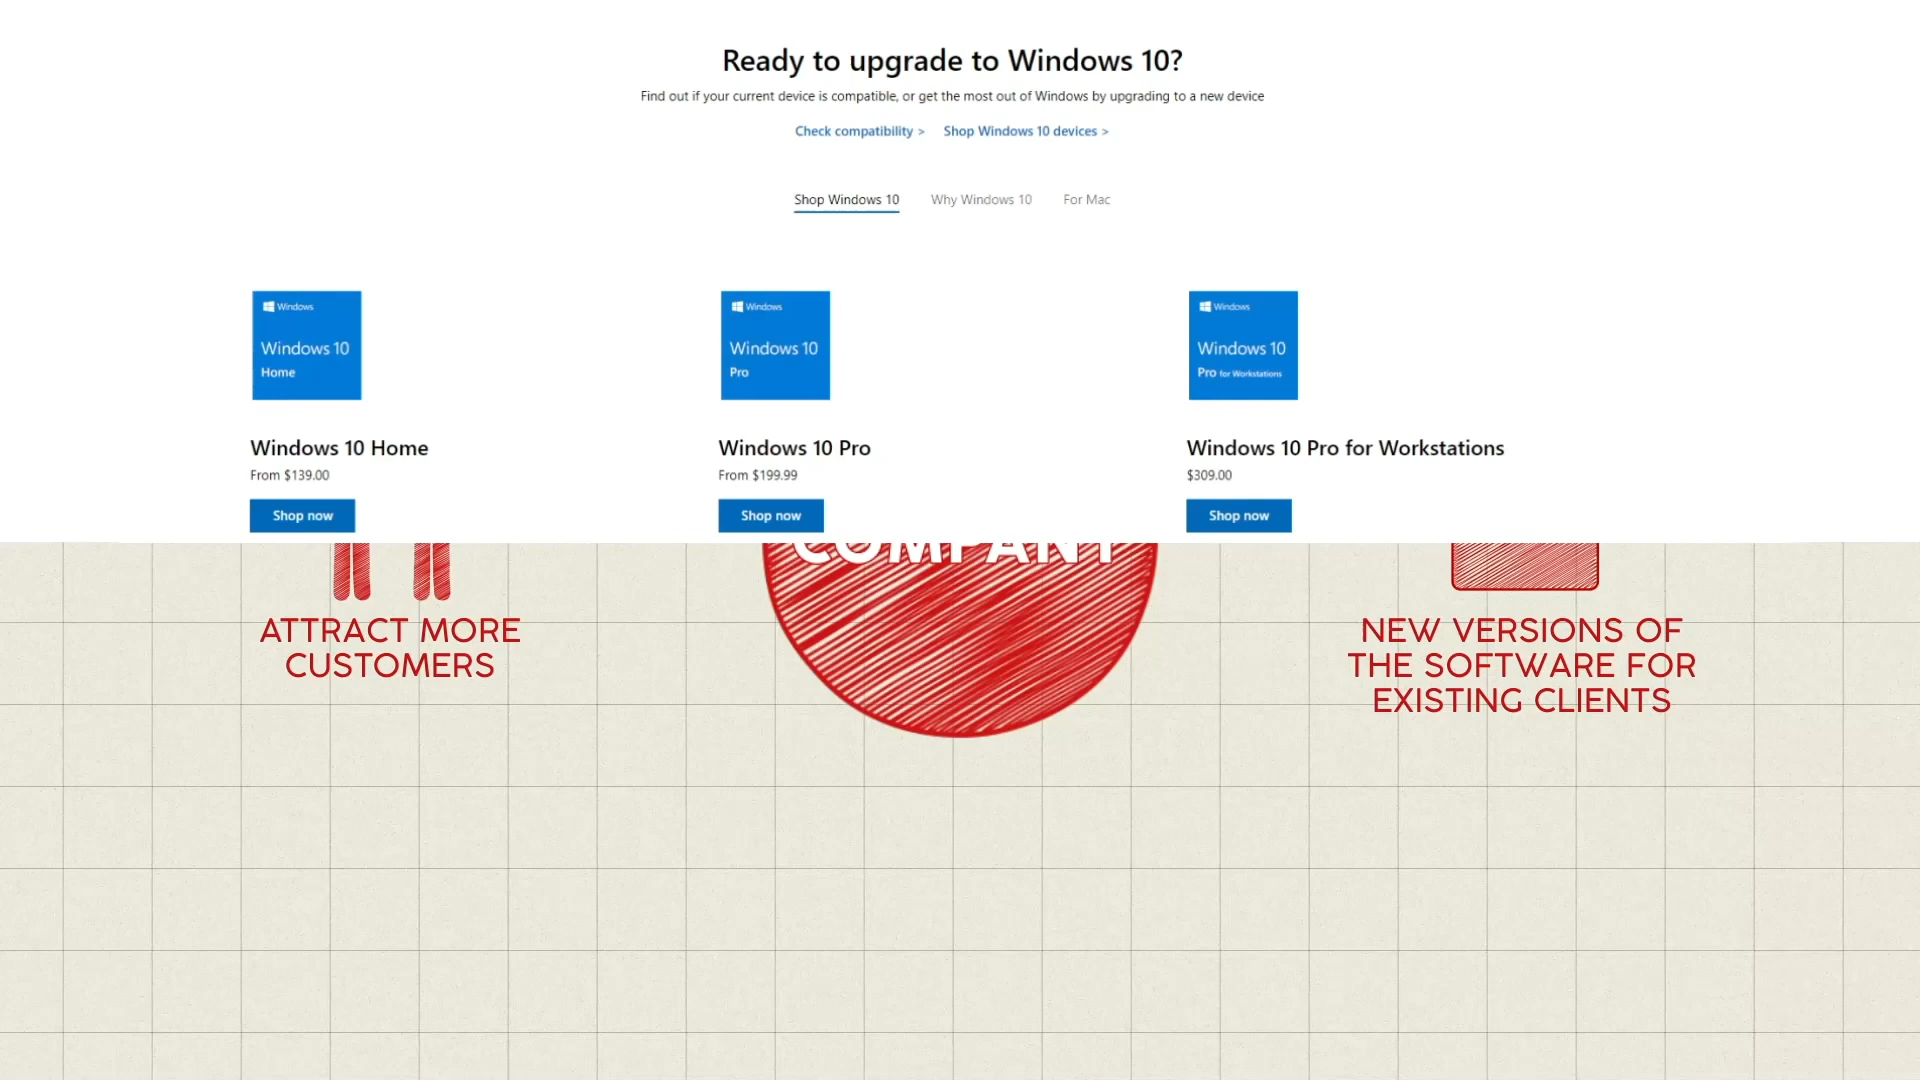 Ready to upgrade to Windows 10?
Find out if your current device is compatible, or get the most out of Windows by upgrading to a new device
Check compatibility > Shop Windows 10 devices >
Shop Windows 10 Why Windows 10 For Mac
Windows
Windows 10
Home
Windows 10 Home
From $139.00
Shop now
Windows
Windows 10
Pro
Windows 10 Pro
From $199.99
Shop now
Windows
Windows 10
Pro for Workstations
Windows 10 Pro for Workstations
$309.00
Shop now
COMPANY
ATTRACT MORE
CUSTOMERS
NEW VERSIONS OF
THE SOFTWARE FOR
EXISTING CLIENTS